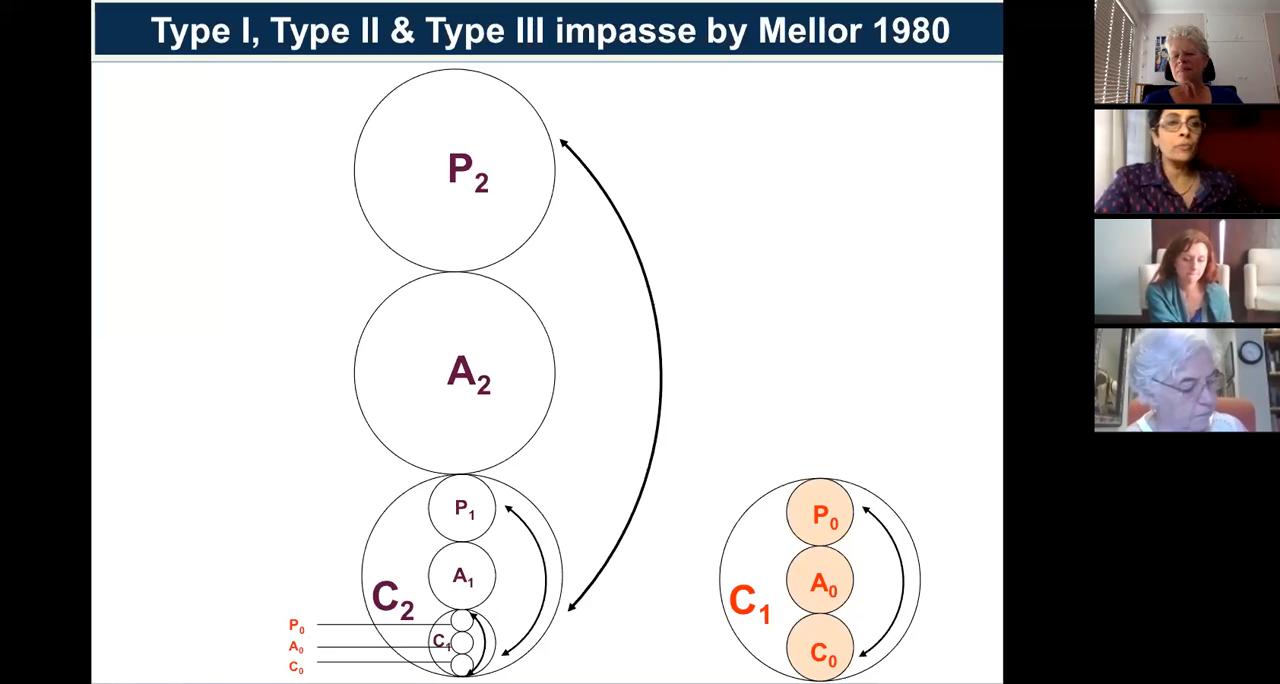 Type I, Type II & Type III impasse by Mellor 1980
P2
A2
P1
A1
C2
C1
P0
A0
C0
P0
A0
C1
C0